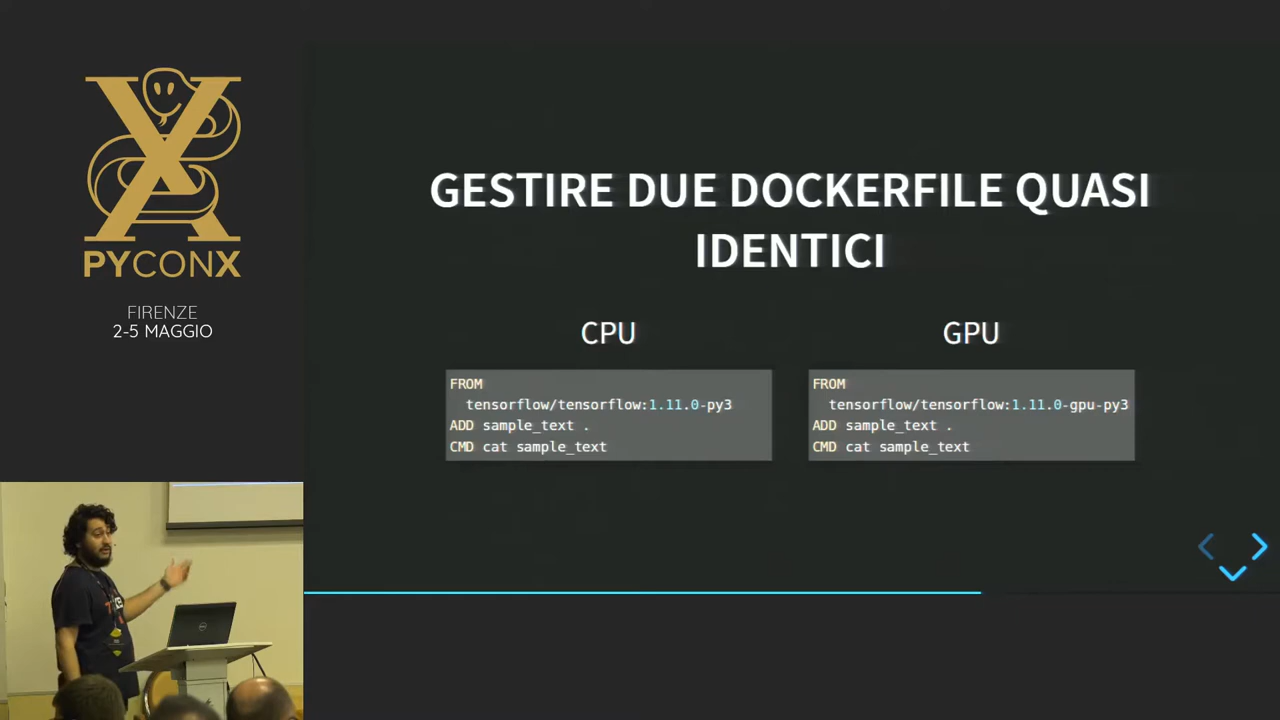 PYCONX
FIRENZE
2-5 MAGGIO
GESTIRE DUE DOCKERFILE QUASI
IDENTICI
CPU
FROM
tensorflow/tensorflow:1.11.0-py3
ADD sample_text .
CMD cat sample_text
GPU
FROM
tensorflow/tensorflow:1.11.0-gpu-py3
ADD sample_text .
CMD cat sample_text